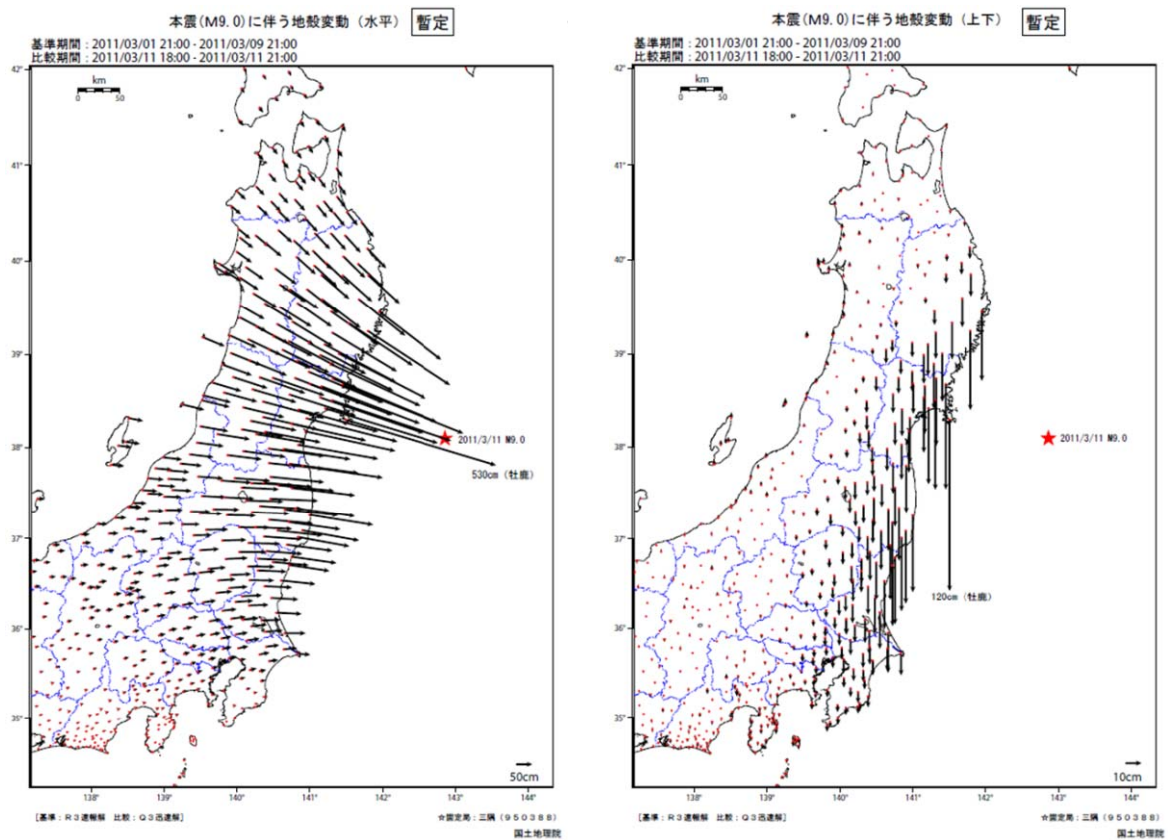 本震(M9.0)に伴う地殻変動(水平) 暫定
基準期間:2011/03/01 21:00 - 2011/03/09 21:00
比較期間:2011/03/11 18:00 - 2011/03/11 21:00
42°
km
0 50
41°
40°
39°
38°
2011/3/11 M9.0
530cm(牡鹿)
37°
36°
35°
50cm
138° 139° 140° 141° 142° 143° 144°
[基準:R3速報解 比較:Q3迅速解]
☆固定局:三隅(950388)
国土地理院
本震(M9.0)に伴う地殻変動(上下) 暫定
基準期間:2011/03/01 21:00 - 2011/03/09 21:00
比較期間:2011/03/11 18:00 - 2011/03/11 21:00
42°
km
0 50
41°
40°
39°
38°
2011/3/11 M9.0
37°
120cm(牡鹿)
36°
35°
10cm
138° 139° 140° 141° 142° 143° 144°
[基準:R3速報解 比較:Q3迅速解]
☆固定局:三隅(950388)
国土地理院